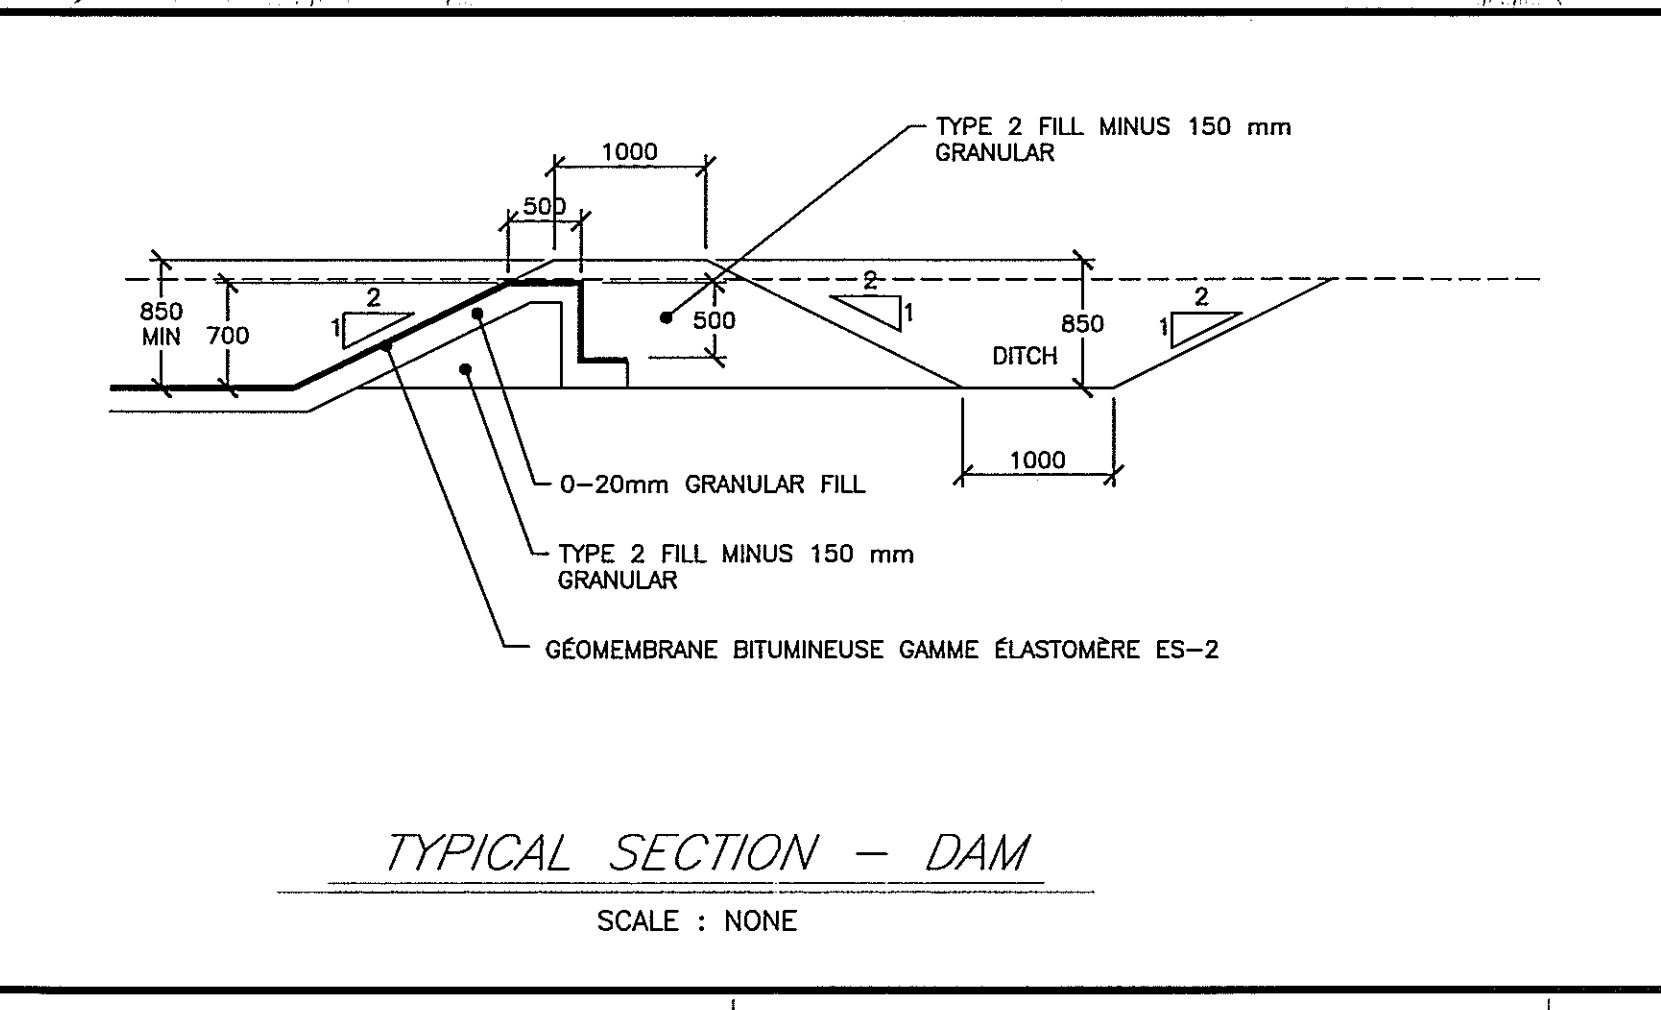 TYPE 2 FILL MINUS 150 mm
GRANULAR
1000
500
2
1
850
MIN
700
500
2
1
850
DITCH
2
1
1000
0-20mm GRANULAR FILL
TYPE 2 FILL MINUS 150 mm
GRANULAR
GÉOMEMBRANE BITUMINEUSE GAMME ÉLASTOMÈRE ES-2
TYPICAL SECTION - DAM
SCALE : NONE